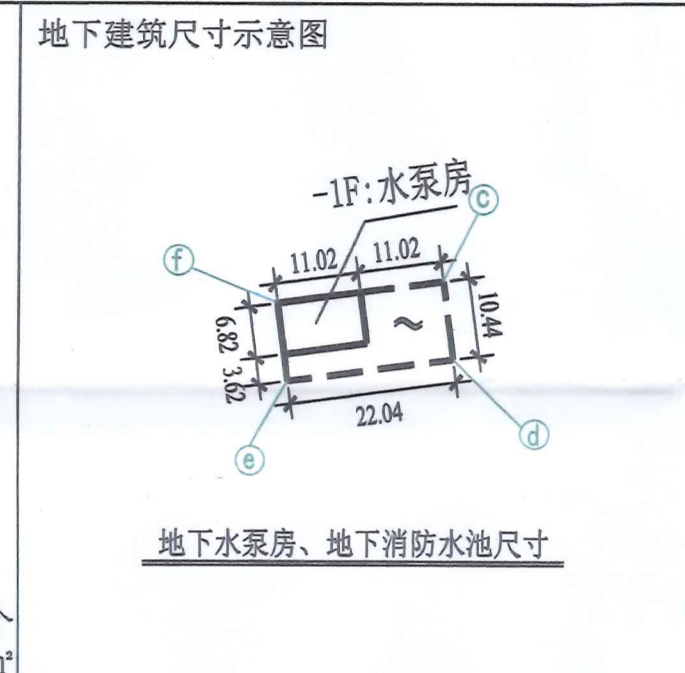 地下建筑尺寸示意图
-1F:水泵房
c
f
11.02
11.02
10.44
6.82
3.62
22.04
e
d
地下水泵房、地下消防水池尺寸
m²